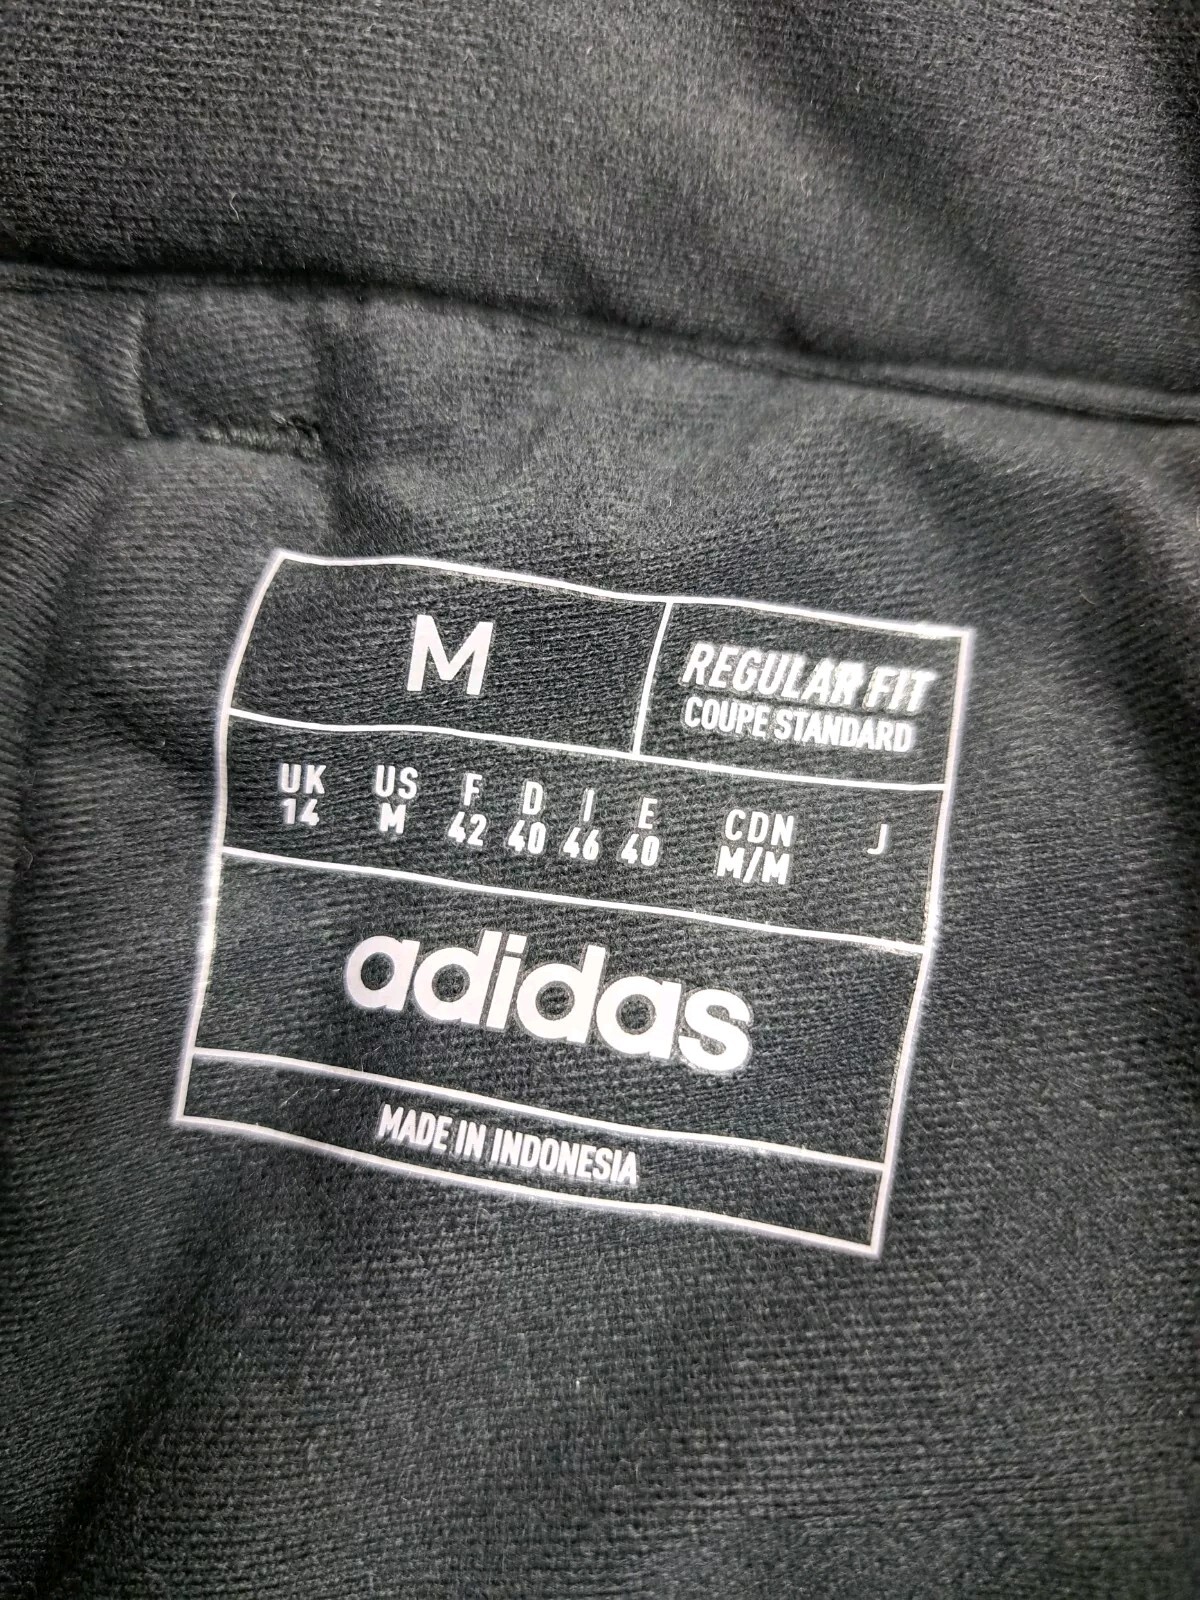 M
REGULAR FIT
COUPE STANDARD
UK US F D I E CDN J
14 M 42 40 46 40 M/M
adidas
MADE IN INDONESIA